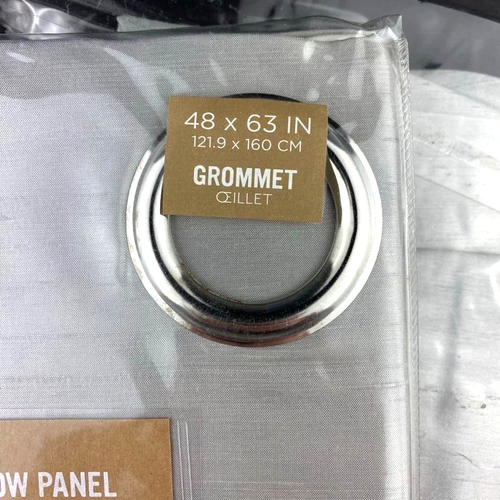 48 x 63 IN
121.9 x 160 CM
GROMMET
ŒILLET
OW PANEL